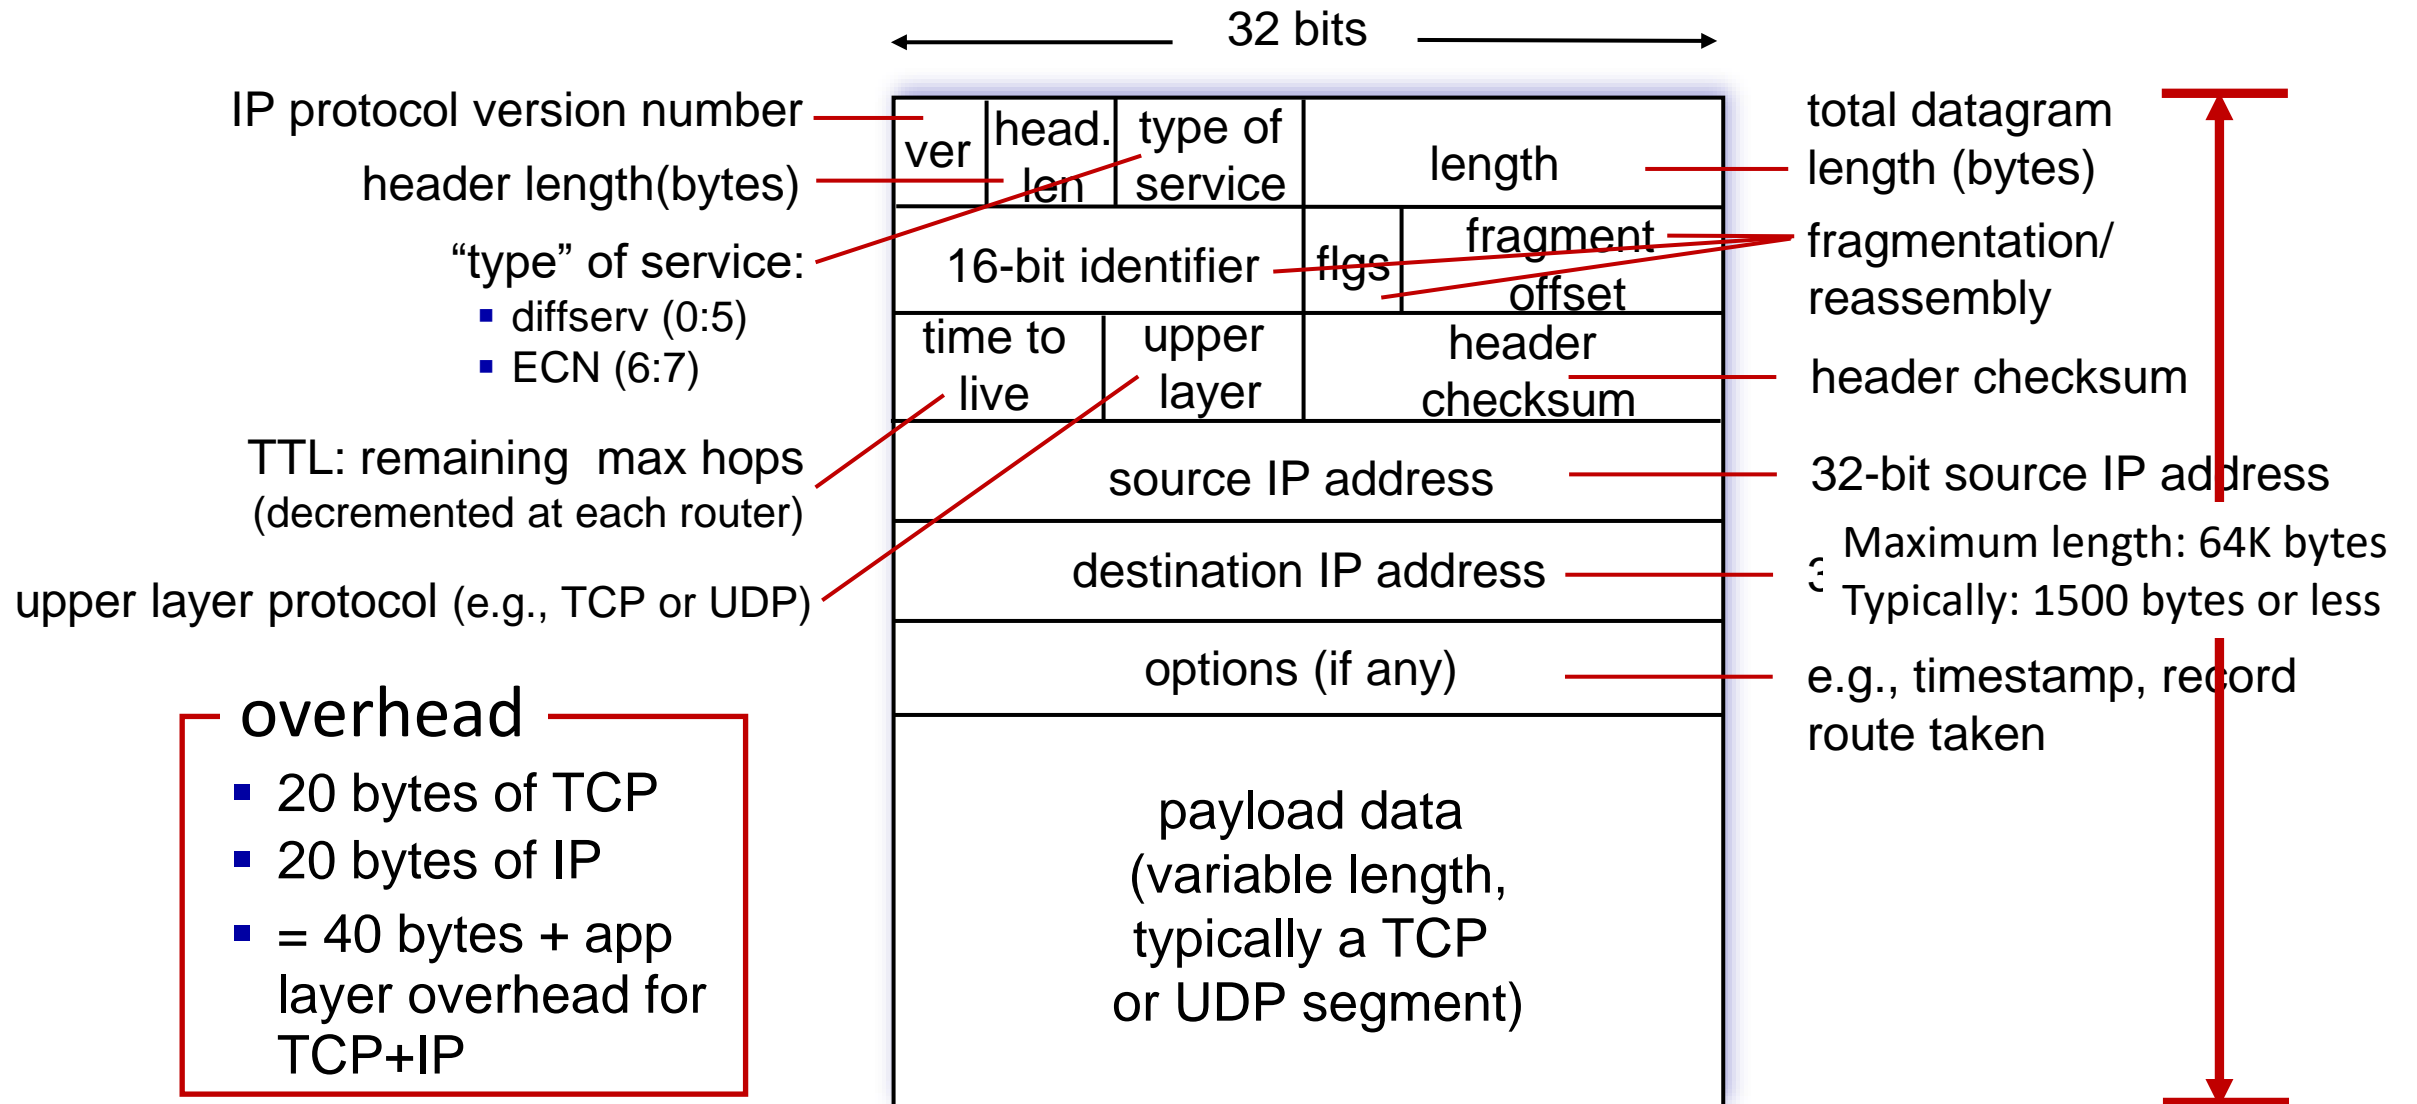 32 bits
IP protocol version number
header length(bytes)
“type” of service:
diffserv (0:5)
ECN (6:7)
TTL: remaining  max hops
(decremented at each router)
upper layer protocol (e.g., TCP or UDP)
overhead
20 bytes of TCP
20 bytes of IP
= 40 bytes + app
layer overhead for
TCP+IP
ver
head.
len
type of
service
length
16-bit identifier
flgs
fragment
offset
time to
live
upper
layer
header
checksum
source IP address
destination IP address
options (if any)
payload data
(variable length,
typically a TCP
or UDP segment)
total datagram
length (bytes)
fragmentation/
reassembly
header checksum
32-bit source IP address
Maximum length: 64K bytes
Typically: 1500 bytes or less
e.g., timestamp, record
route taken